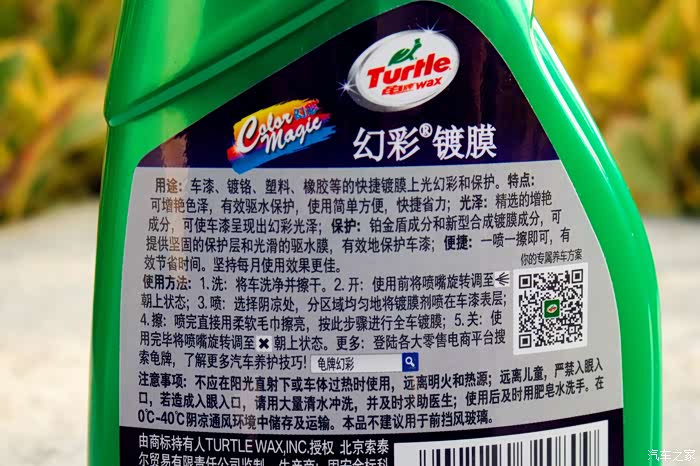 Turtle
龟牌 wax
Color
幻彩
Magic
幻彩®镀膜
用途：车漆、镀铬、塑料、橡胶等的快捷镀膜上光幻彩和保护。特点：
可增艳色泽，有效驱水保护，使用简单方便，快捷省力；光泽：精选的增艳
成分，可使车漆呈现出幻彩光泽；保护：铂金盾成分和新型合成镀膜成分，可
提供坚固的保护层和光滑的驱水膜，有效地保护车漆；便捷：一喷一擦即可，有
效节省时间。坚持每月使用效果更佳。
你的专属养车方案
使用方法：1.洗：将车洗净并擦干。2.开：使用前将喷嘴旋转调至
朝上状态；3.喷：选择阴凉处，分区域均匀地将镀膜剂喷在车漆表层；
4.擦：喷完直接用柔软毛巾擦亮，按此步骤进行全车镀膜；5.关：使
用完毕将喷嘴旋转调至朝上状态。更多：登陆各大零售电商平台搜
索龟牌，了解更多汽车养护技巧！龟牌幻彩
注意事项：不应在阳光直射下或车体过热时使用，远离明火和热源；远离儿童，严禁入眼入
口，若造成入眼入口，请用大量清水冲洗，并及时求助医生；使用后及时用肥皂水洗手。在
0℃-40℃阴凉通风环境中储存及运输。本品不建议用于前挡风玻璃。
由商标持有人TURTLE WAX,INC.授权 北京索泰
尔贸易有限责任公司监制 生产商：固安金标科
汽车之家